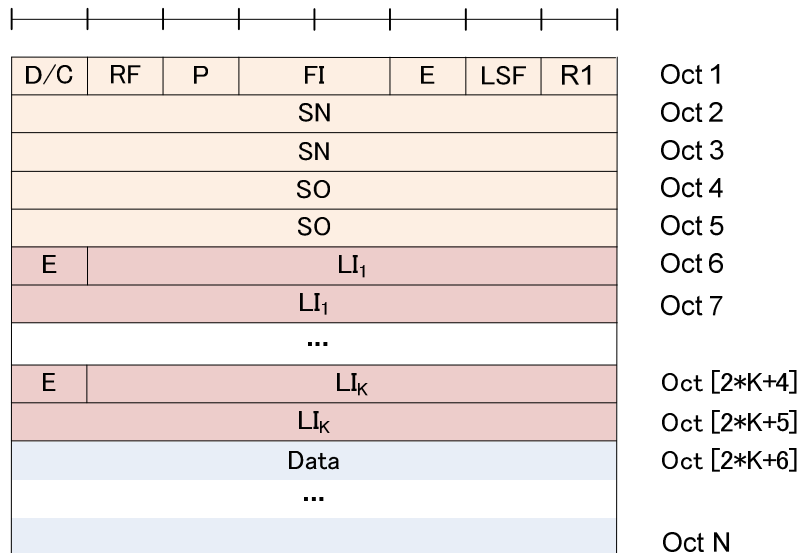 D/C RF P FI E LSF R1 Oct 1
SN Oct 2
SN Oct 3
SO Oct 4
SO Oct 5
E LI₁ Oct 6
LI₁ Oct 7
...
E LIK Oct [2*K+4]
LIK Oct [2*K+5]
Data Oct [2*K+6]
...
Oct N